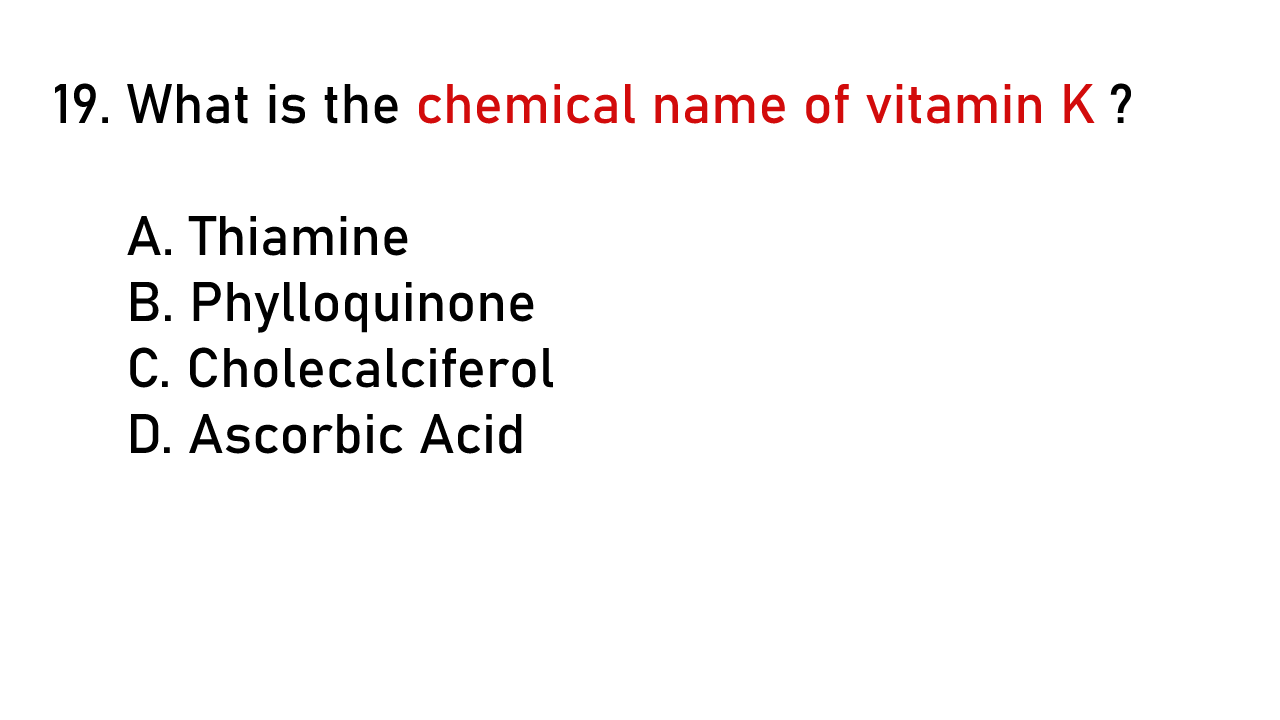 19. What is the chemical name of vitamin K ?
A. Thiamine
B. Phylloquinone
C. Cholecalciferol
D. Ascorbic Acid